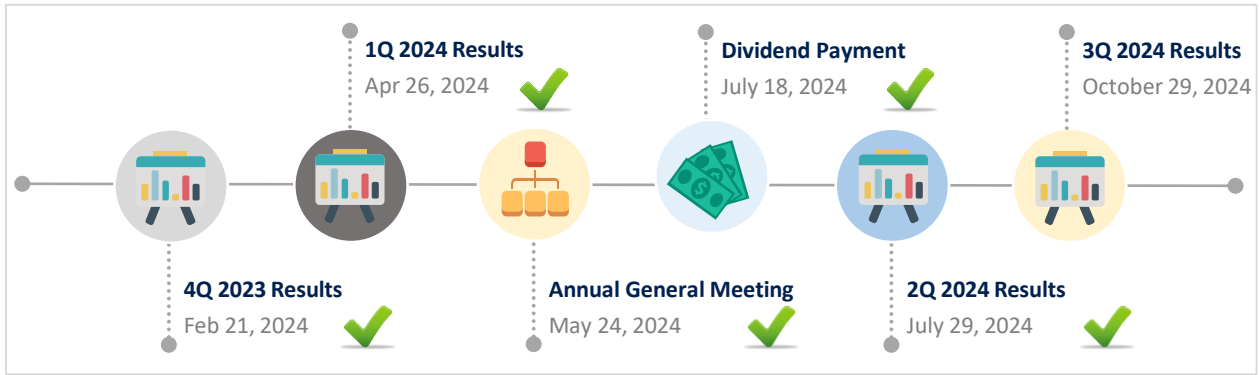 1Q 2024 Results
Apr 26, 2024
Dividend Payment
July 18, 2024
3Q 2024 Results
October 29, 2024
4Q 2023 Results
Feb 21, 2024
Annual General Meeting
May 24, 2024
2Q 2024 Results
July 29, 2024